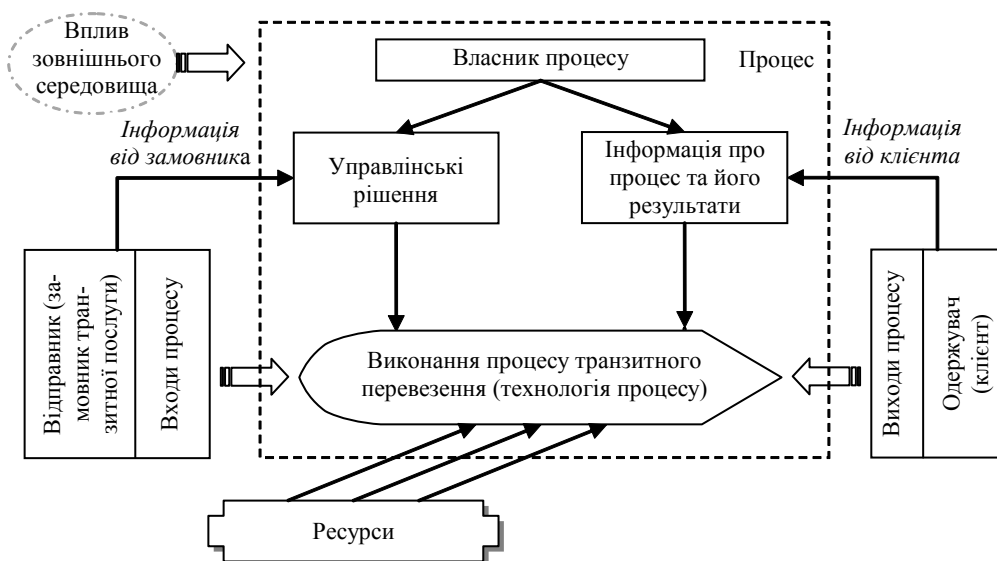 Вплив
зовнішнього
середовища
Власник процесу
Процес
Інформація
від замовника
Управлінські
рішення
Інформація про
процес та його
результати
Інформація
від клієнта
Відправник (за-
мовник тран-
зитної послуги)
Входи процесу
Виконання процесу транзитного
перевезення (технологія процесу)
Виходи процесу
Одержувач
(клієнт)
Ресурси